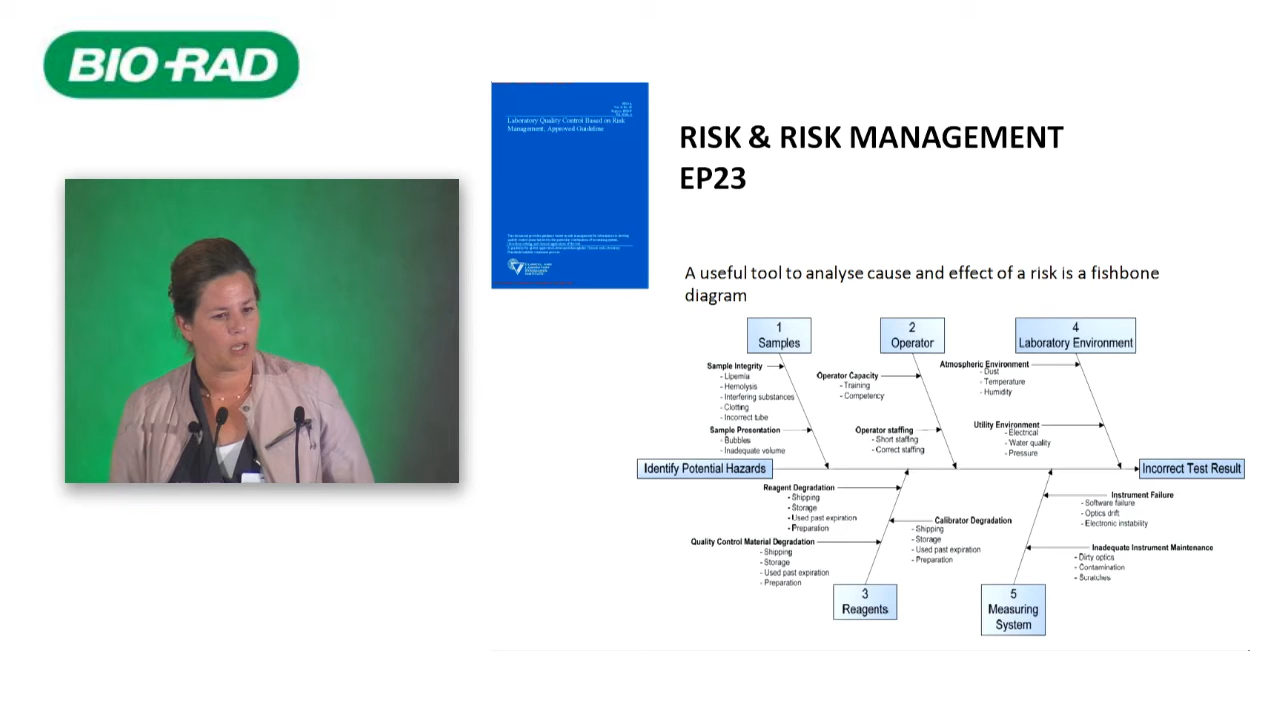 BIO-RAD
Laboratory Quality Control Based on Risk
Management; Approved Guideline
CLINICAL AND
LABORATORY
STANDARDS
INSTITUTE
RISK & RISK MANAGEMENT
EP23
A useful tool to analyse cause and effect of a risk is a fishbone
diagram
1
Samples
Sample Integrity
- Lipemia
- Hemolysis
- Interfering substances
- Clotting
- Incorrect tube
Sample Presentation
- Bubbles
- Inadequate volume
2
Operator
Operator Capacity
- Training
- Competency
Operator staffing
- Short staffing
- Correct staffing
4
Laboratory Environment
Atmospheric Environment
- Dust
- Temperature
- Humidity
Utility Environment
- Electrical
- Water quality
- Pressure
Identify Potential Hazards
Incorrect Test Result
Reagent Degradation
- Shipping
- Storage
- Used past expiration
- Preparation
Quality Control Material Degradation
- Shipping
- Storage
- Used past expiration
- Preparation
Calibrator Degradation
- Shipping
- Storage
- Used past expiration
- Preparation
3
Reagents
Instrument Failure
- Software failure
- Optics drift
- Electronic instability
Inadequate Instrument Maintenance
- Dirty optics
- Contamination
- Scratches
5
Measuring
System